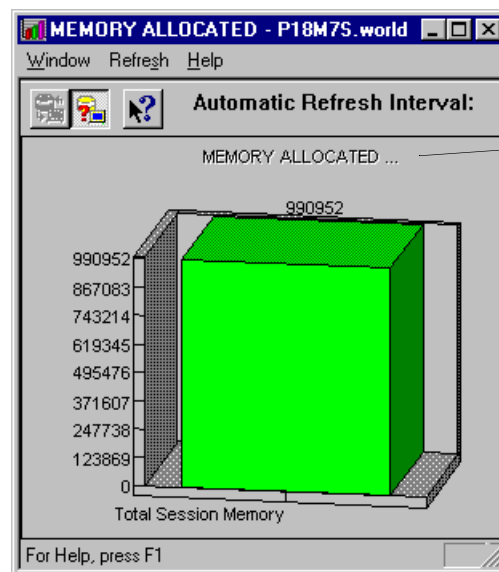 MEMORY ALLOCATED - P18M7S.world
Window Refresh Help
Automatic Refresh Interval:
MEMORY ALLOCATED ...
990952
990952
867083
743214
619345
495476
371607
247738
123869
0
Total Session Memory
For Help, press F1